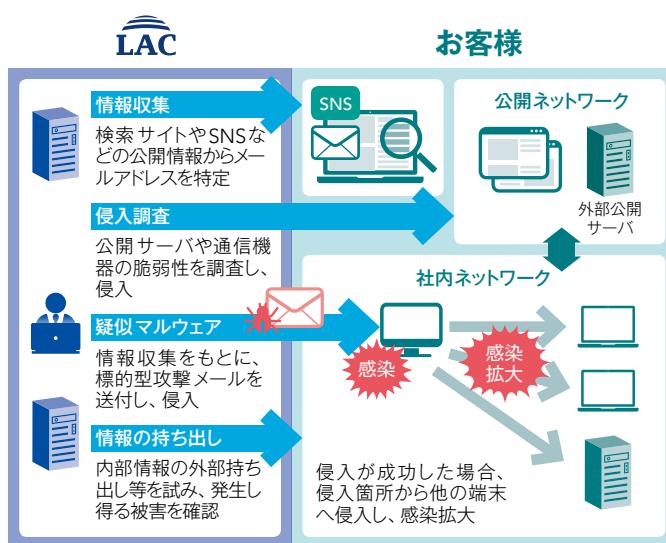 LAC
お客様
情報収集
検索サイトやSNSな
どの公開情報からメー
ルアドレスを特定
SNS
公開ネットワーク
外部公開
サーバ
侵入調査
公開サーバや通信機
器の脆弱性を調査し、
侵入
社内ネットワーク
疑似マルウェア
情報収集をもとに、
標的型攻撃メールを
送付し、侵入
感染
感染
拡大
情報の持ち出し
内部情報の外部持ち
出し等を試み、発生し
得る被害を確認
侵入が成功した場合、
侵入箇所から他の端末
へ侵入し、感染拡大